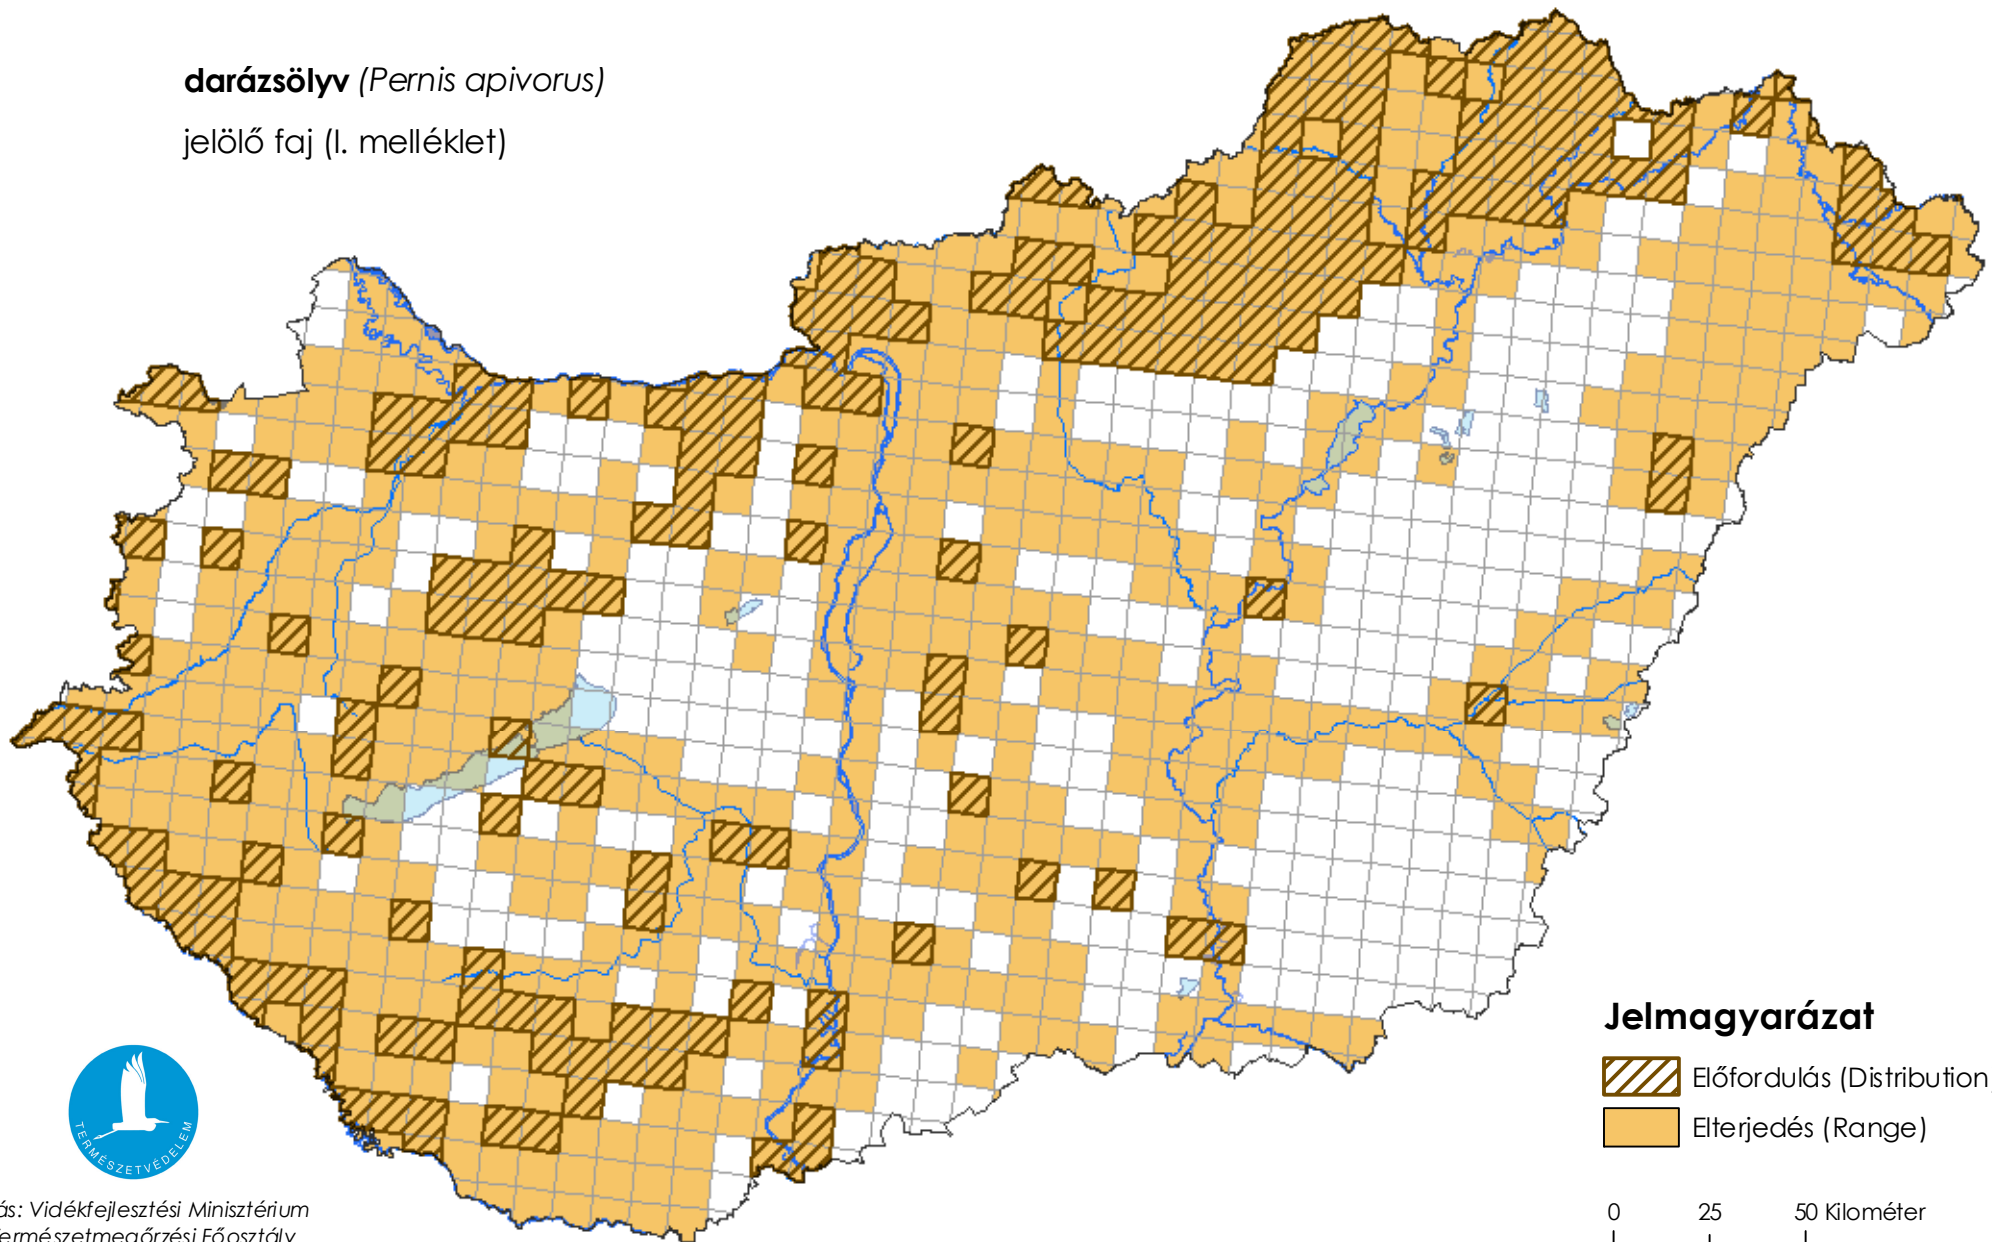 darázsölyv (Pernis apivorus)
jelölő faj (I. melléklet)
Jelmagyarázat
Előfordulás (Distribution
Elterjedés (Range)
0 25 50 Kilométer
TERMÉSZETVÉDELEM
ás: Vidékfejlesztési Minisztérium
Természetmegőrzési Főosztály